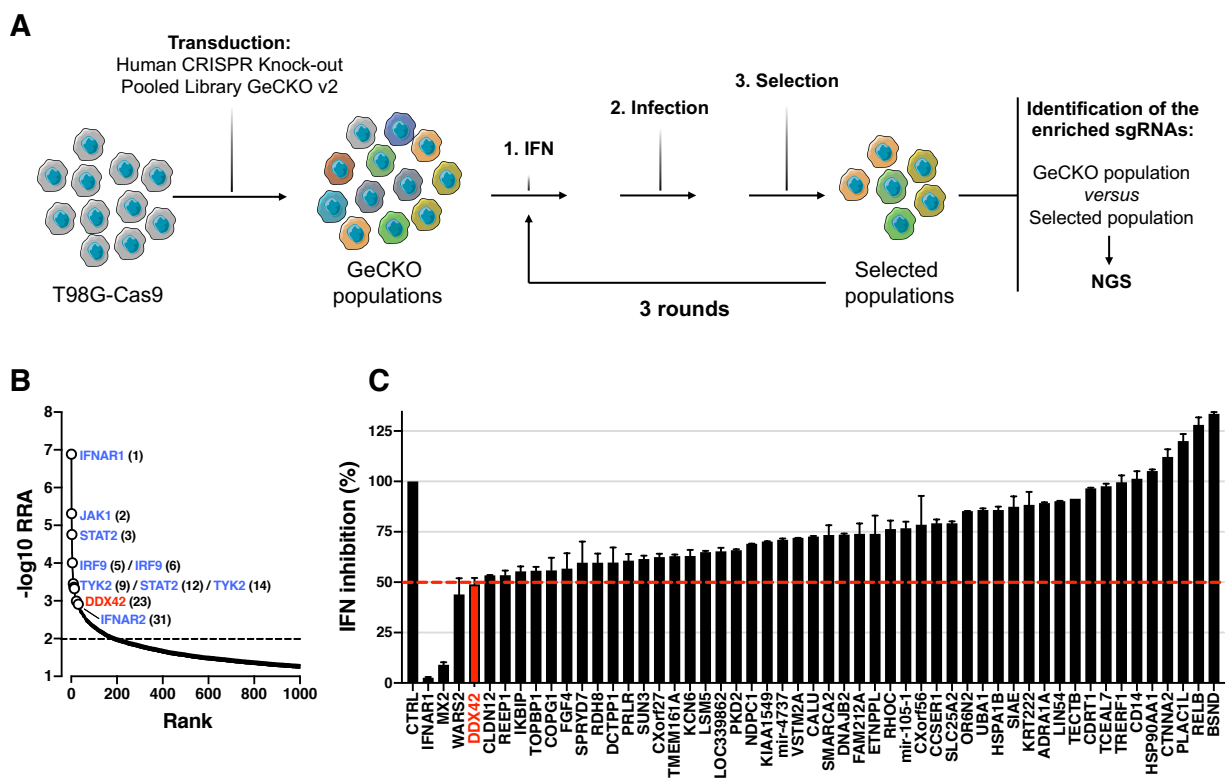 A
Transduction:
Human CRISPR Knock-out
Pooled Library GeCKO v2
T98G-Cas9
GeCKO
populations
1. IFN
2. Infection
3. Selection
3 rounds
Selected
populations
Identification of the
enriched sgRNAs:
GeCKO population
versus
Selected population
NGS
B
-log10 RRA
8
7
6
5
4
3
2
1
IFNAR1 (1)
JAK1 (2)
STAT2 (3)
IRF9 (5) / IRF9 (6)
TYK2 (9) / STAT2 (12) / TYK2 (14)
DDX42 (23)
IFNAR2 (31)
0 200 400 600 800 1000
Rank
C
IFN inhibition (%)
125
100
75
50
25
0
CTRL
IFNAR1
MX2
WARS2
DDX42
CLDN12
REEP1
IKBIP
TOPBP1
COPG1
FGF4
SPRYD7
RDH8
DCTPP1
PRLR
SUN3
CXorf27
TMEM161A
KCN6
LSM5
LOC339862
PKD2
NDPC1
KIAA1549
mir-4737
VSTM2A
CALU
SMARCA2
DNAJB2
FAM212A
ETNPPL
RHOC
mir-105-1
CXorf56
CCSER1
SLC25A2
OR6N2
UBA1
HSPA1B
SIAE
KRT222
ADRA1A
LIN54
TECTB
CDRT1
TCEAL7
TRERF1
CD14
HSP90AA1
CTNNA2
PLAC1L
RELB
BSND